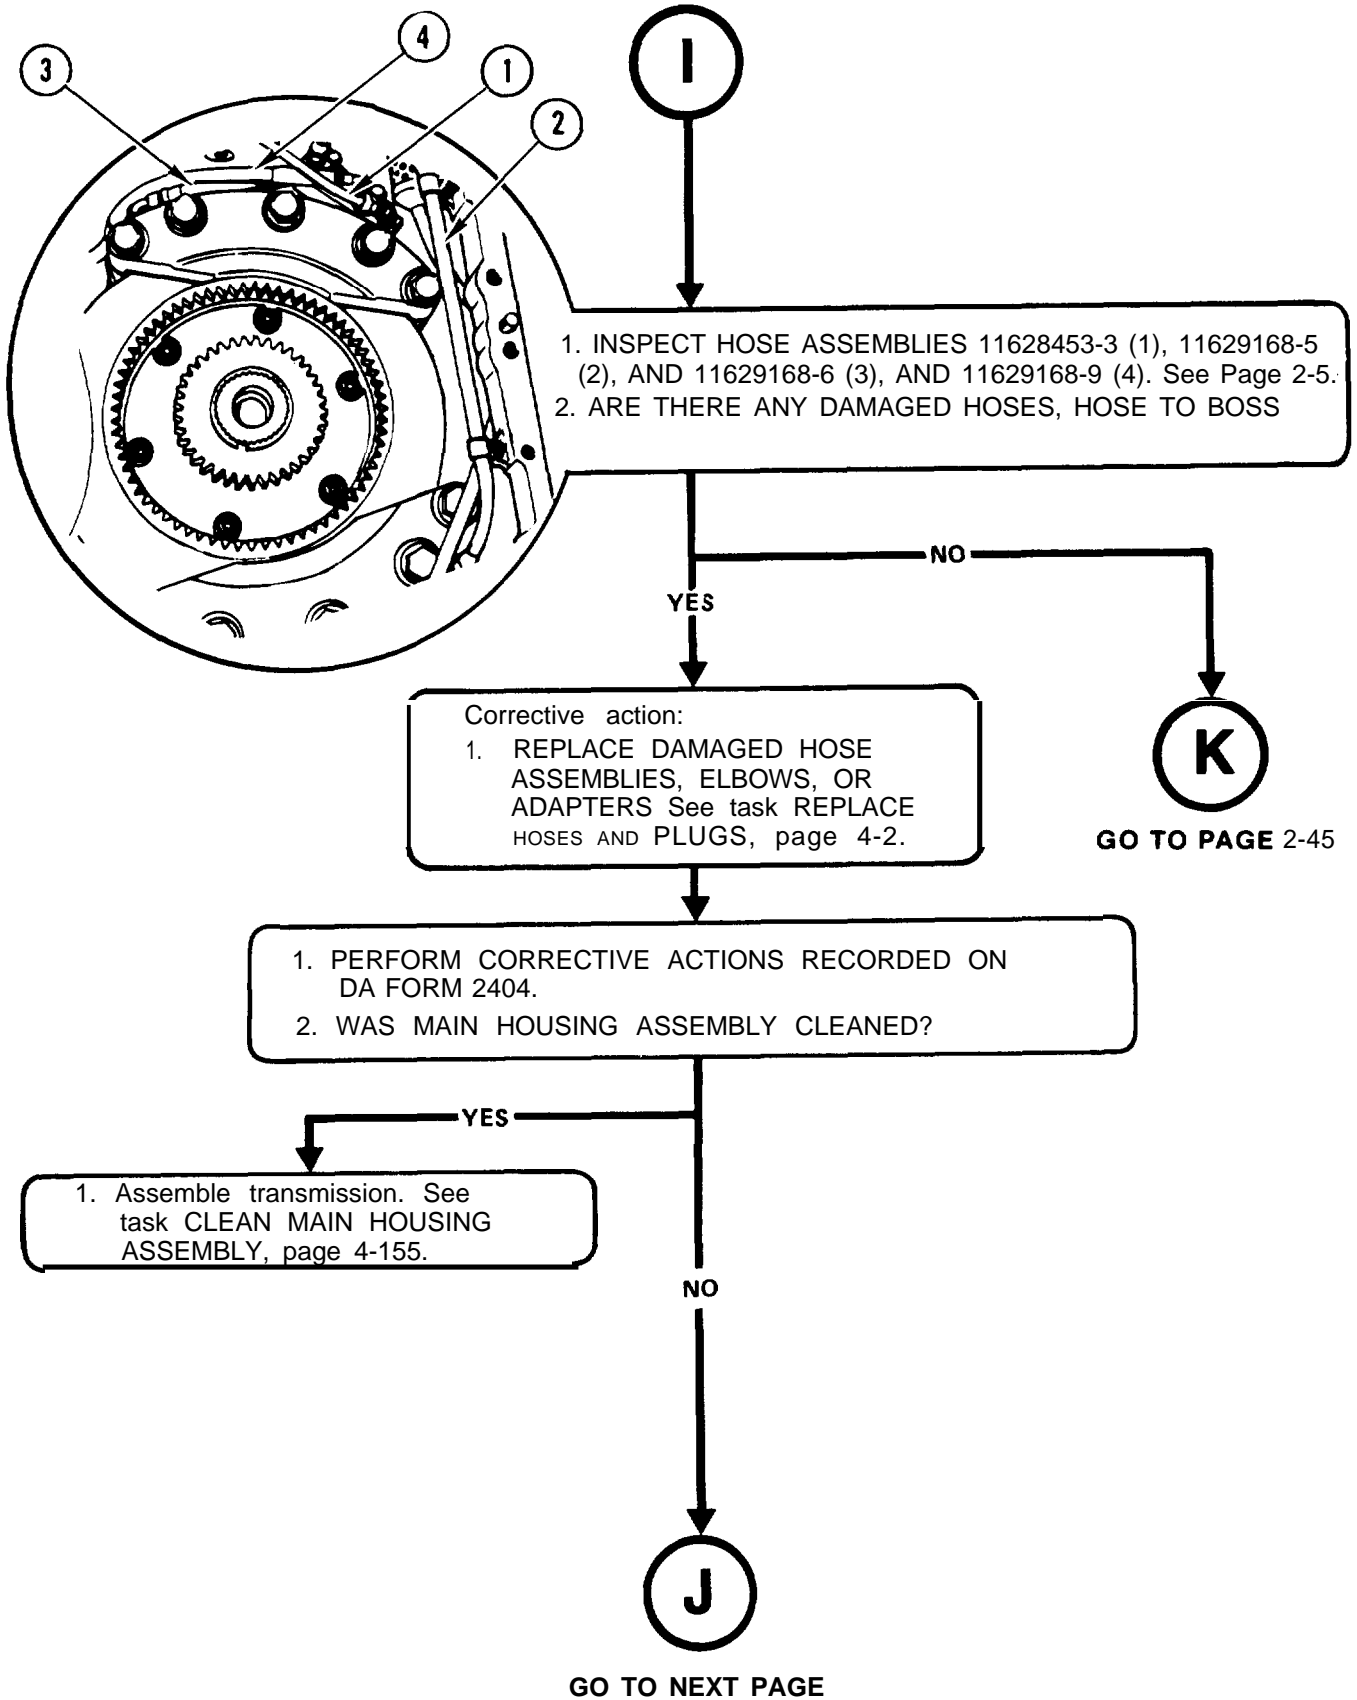 I
3
4
1
2
1. INSPECT HOSE ASSEMBLIES 11628453-3 (1), 11629168-5
(2), AND 11629168-6 (3), AND 11629168-9 (4). See Page 2-5.
2. ARE THERE ANY DAMAGED HOSES, HOSE TO BOSS
NO
YES
Corrective action:
1. REPLACE DAMAGED HOSE
ASSEMBLIES, ELBOWS, OR
ADAPTERS See task REPLACE
HOSES AND PLUGS, page 4-2.
K
GO TO PAGE 2-45
1. PERFORM CORRECTIVE ACTIONS RECORDED ON
DA FORM 2404.
2. WAS MAIN HOUSING ASSEMBLY CLEANED?
YES
1. Assemble transmission. See
task CLEAN MAIN HOUSING
ASSEMBLY, page 4-155.
NO
J
GO TO NEXT PAGE